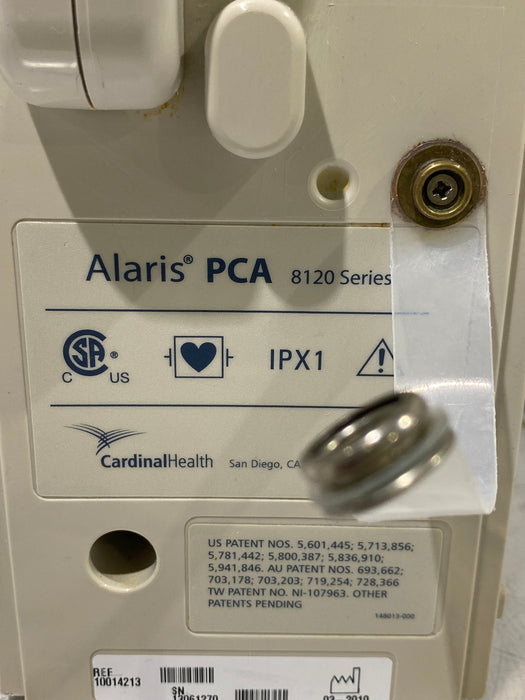 Alaris® PCA 8120 Series
CSA ®
C US
IPX1
CardinalHealth San Diego, CA
US PATENT NOS. 5,601,445; 5,713,856;
5,781,442; 5,800,387; 5,836,910;
5,941,846. AU PATENT NOS. 693,662;
703,178; 703,203; 719,254; 728,366
TW PATENT NO. NI-107963. OTHER
PATENTS PENDING
148013-000
REF
10014213
SN